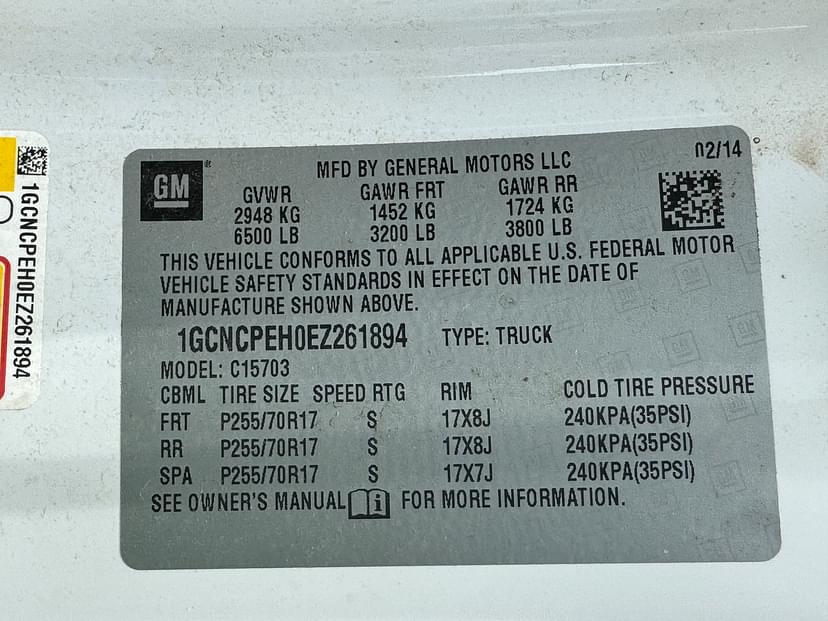 GM
MFD BY GENERAL MOTORS LLC
02/14
GVWR GAWR FRT GAWR RR
2948 KG 1452 KG 1724 KG
6500 LB 3200 LB 3800 LB
THIS VEHICLE CONFORMS TO ALL APPLICABLE U.S. FEDERAL MOTOR
VEHICLE SAFETY STANDARDS IN EFFECT ON THE DATE OF
MANUFACTURE SHOWN ABOVE.
1GCNCPEH0EZ261894 TYPE: TRUCK
MODEL: C15703
CBML TIRE SIZE SPEED RTG RIM COLD TIRE PRESSURE
FRT P255/70R17 S 17X8J 240KPA(35PSI)
RR P255/70R17 S 17X8J 240KPA(35PSI)
SPA P255/70R17 S 17X7J 240KPA(35PSI)
SEE OWNER'S MANUAL i FOR MORE INFORMATION.
1GCNCPEH0EZ261894